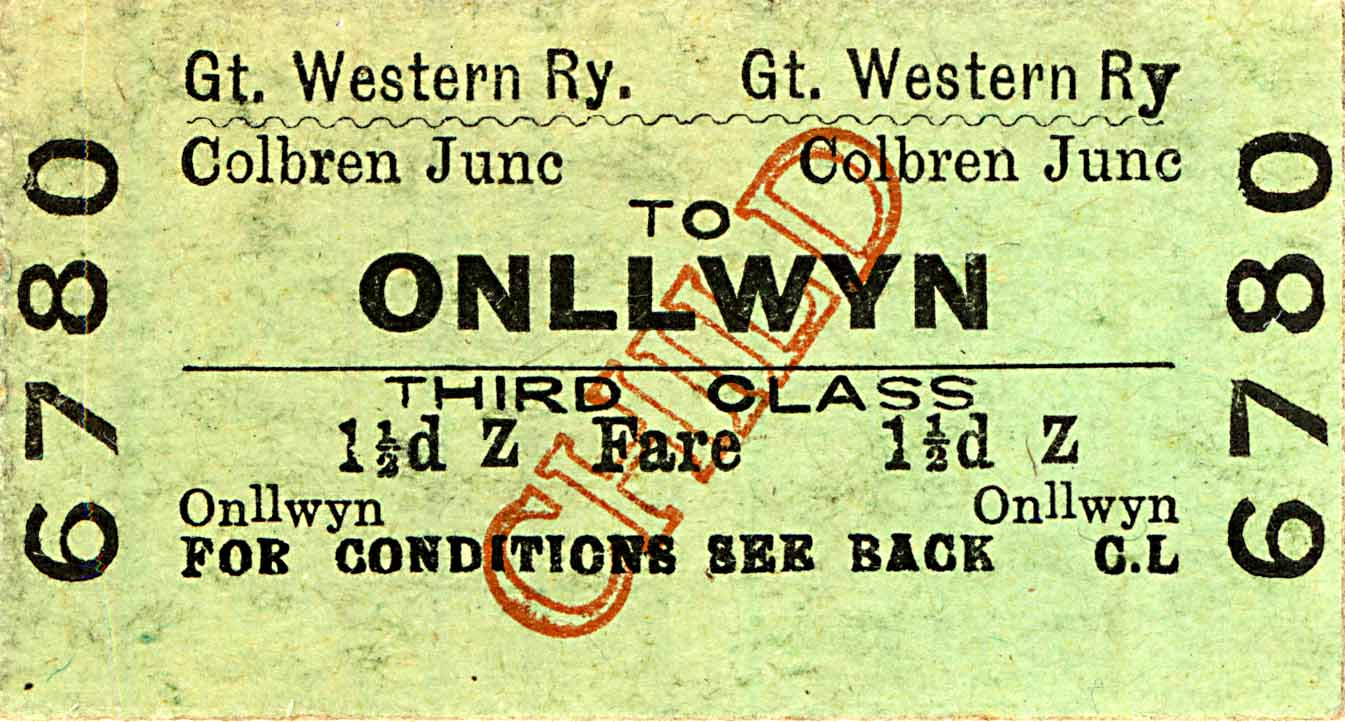 Gt. Western Ry. Gt. Western Ry
Colbren Junc Colbren Junc
TO
ONLLWYN
THIRD CLASS
1½d Z Fare 1½d Z
Onllwyn Onllwyn
FOR CONDITIONS SEE BACK C.L
CHILD
6780
6780